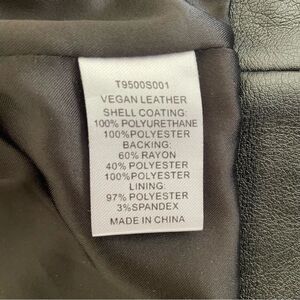 T9500S001
VEGAN LEATHER
SHELL COATING:
100% POLYURETHANE
100%POLYESTER
BACKING:
60% RAYON
40% POLYESTER
100%POLYESTER
LINING:
97% POLYESTER
3%SPANDEX
MADE IN CHINA